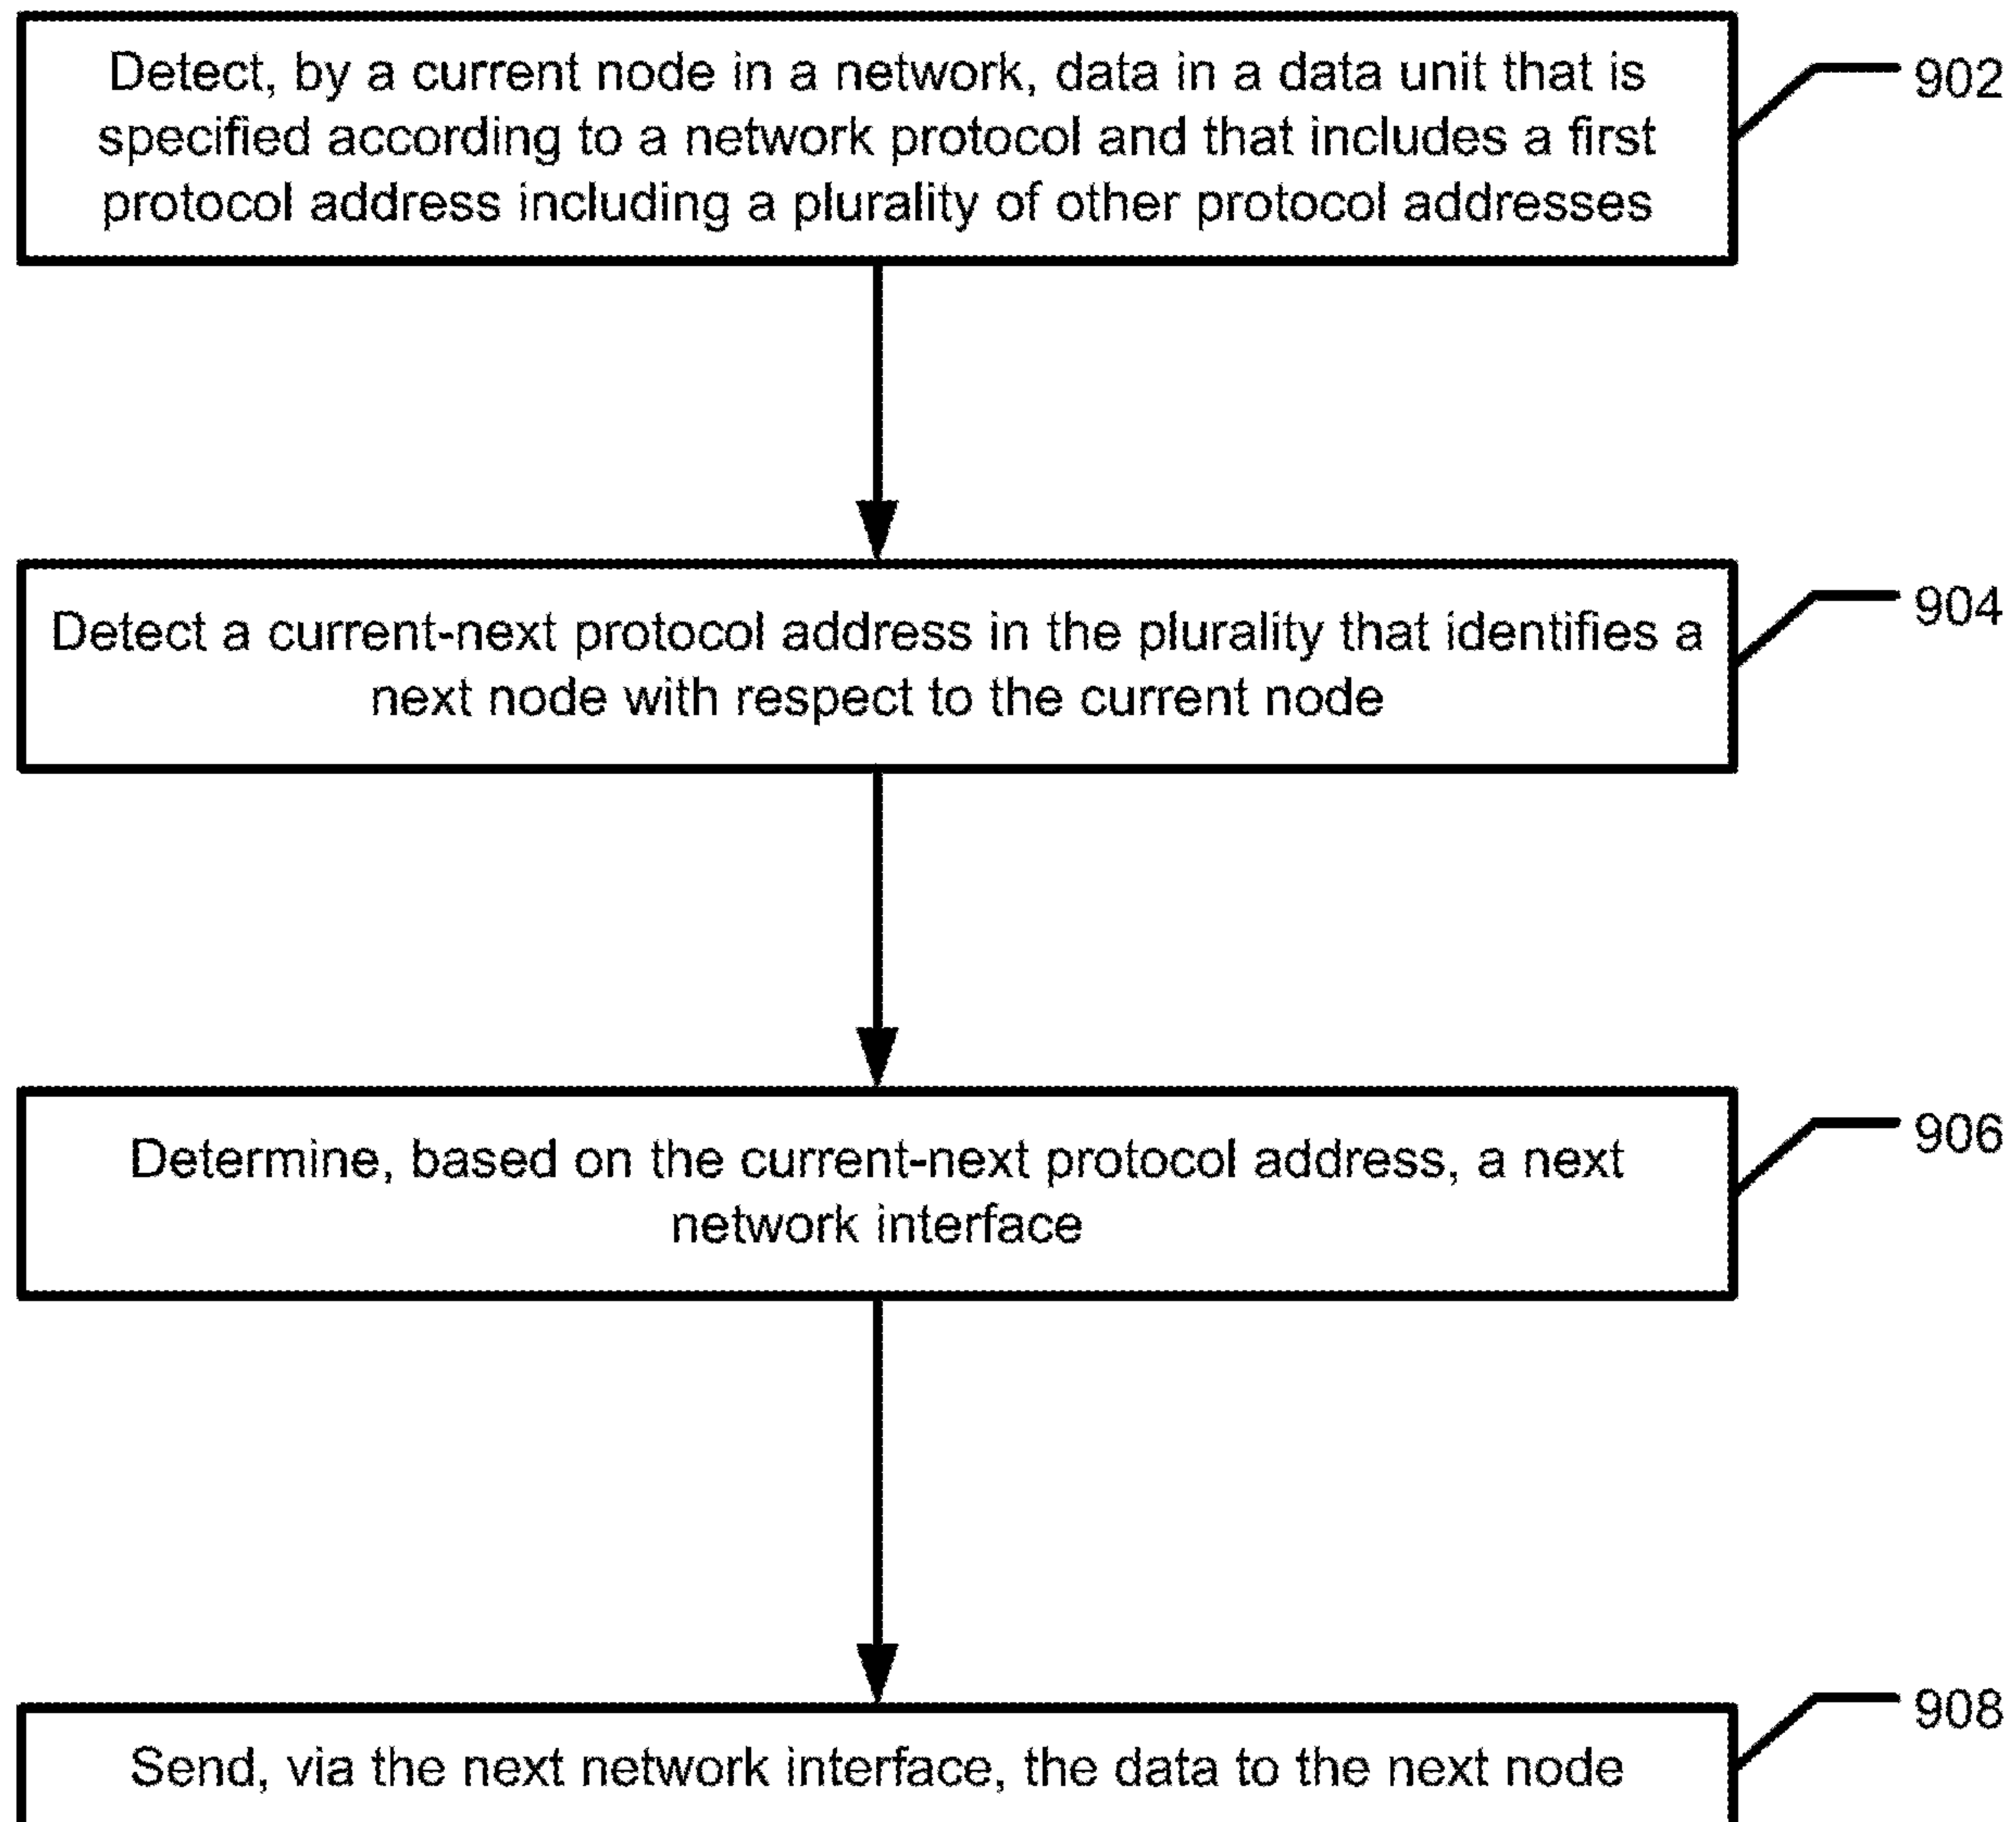 Detect, by a current node in a network, data in a data unit that is
specified according to a network protocol and that includes a first
protocol address including a plurality of other protocol addresses
902
Detect a current-next protocol address in the plurality that identifies a
next node with respect to the current node
904
Determine, based on the current-next protocol address, a next
network interface
906
Send, via the next network interface, the data to the next node
908